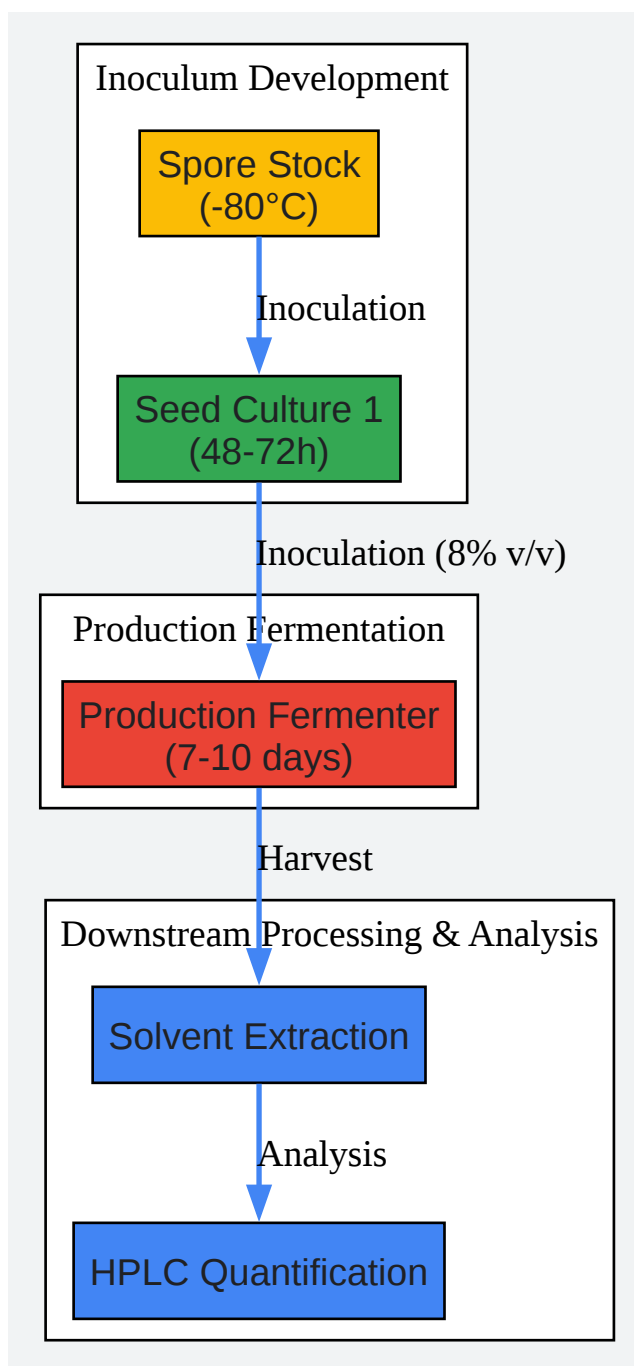 Inoculum Development
Spore Stock
(-80°C)
Inoculation
Seed Culture 1
(48-72h)
Inoculation (8% v/v)
Production Fermentation
Production Fermenter
(7-10 days)
Harvest
Downstream Processing & Analysis
Solvent Extraction
Analysis
HPLC Quantification